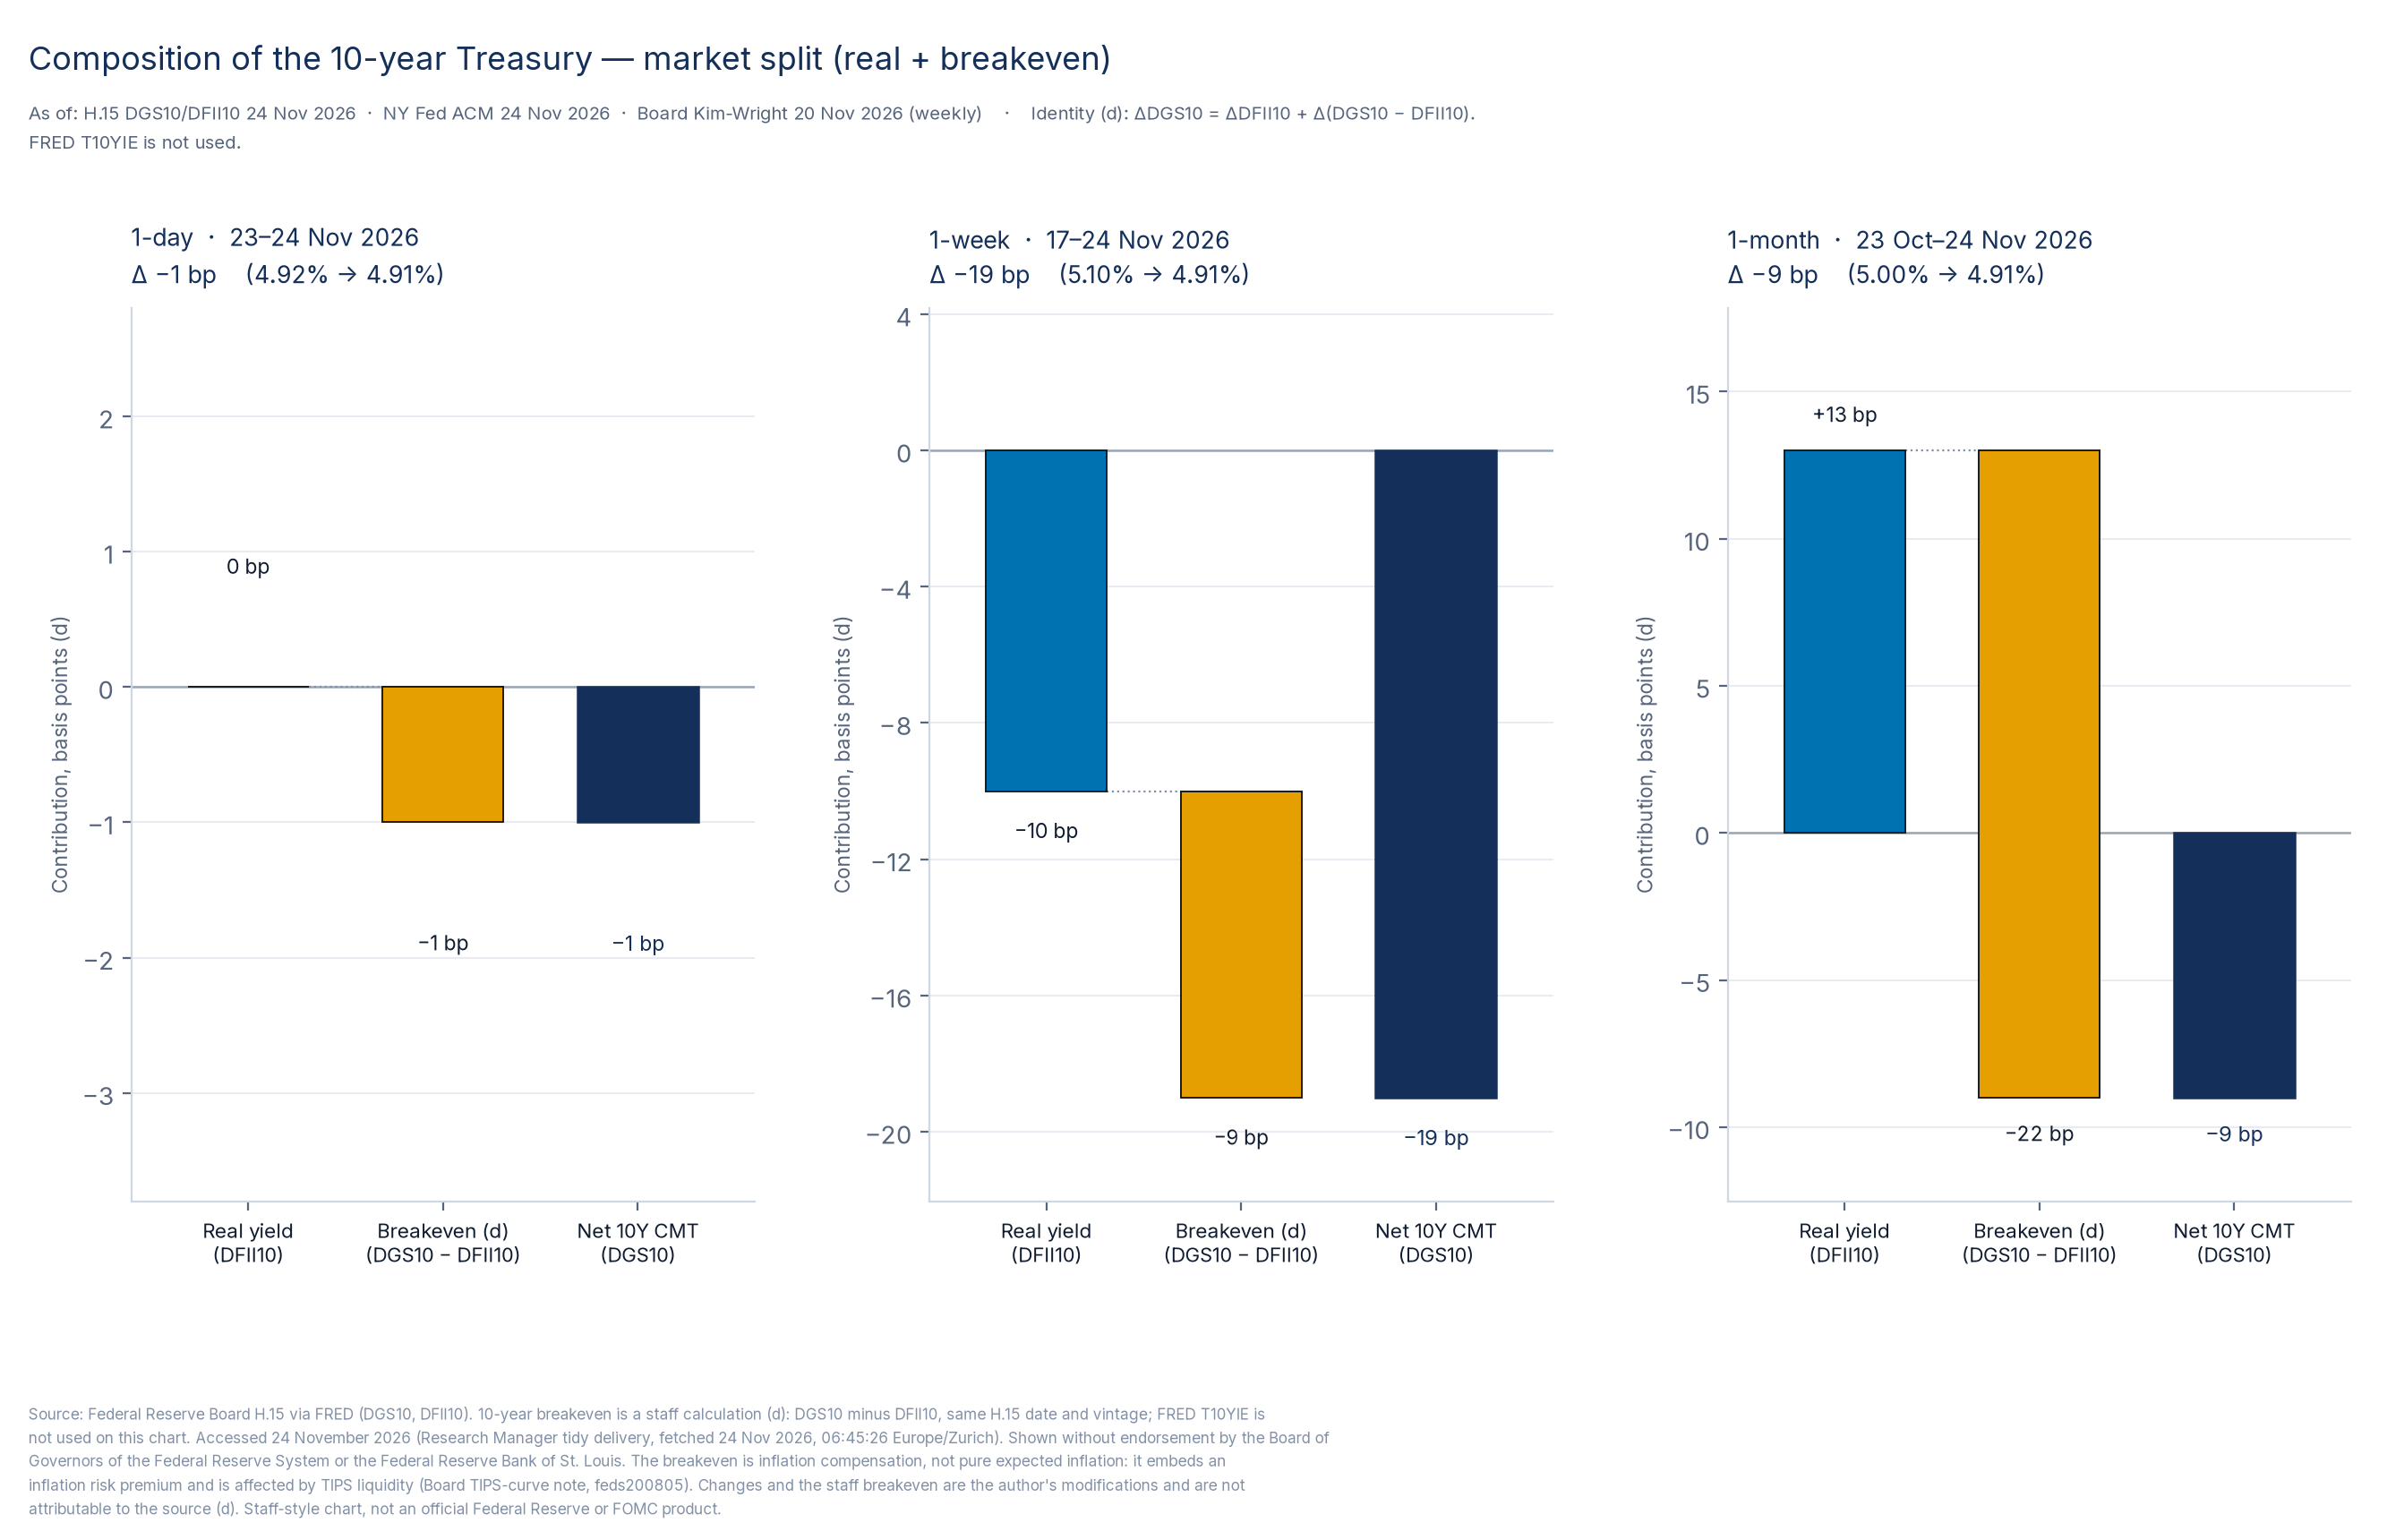 Composition of the 10-year Treasury — market split (real + breakeven)
As of: H.15 DGS10/DFII10 24 Nov 2026 · NY Fed ACM 24 Nov 2026 · Board Kim-Wright 20 Nov 2026 (weekly) · Identity (d): ΔDGS10 = ΔDFII10 + Δ(DGS10 − DFII10).
FRED T10YIE is not used.
1-day · 23–24 Nov 2026
Δ −1 bp (4.92% → 4.91%)
Contribution, basis points (d)
2
1
0
−1
−2
−3
0 bp
−1 bp
−1 bp
Real yield
(DFII10)
Breakeven (d)
(DGS10 − DFII10)
Net 10Y CMT
(DGS10)
1-week · 17–24 Nov 2026
Δ −19 bp (5.10% → 4.91%)
Contribution, basis points (d)
4
0
−4
−8
−12
−16
−20
−10 bp
−9 bp
−19 bp
Real yield
(DFII10)
Breakeven (d)
(DGS10 − DFII10)
Net 10Y CMT
(DGS10)
1-month · 23 Oct–24 Nov 2026
Δ −9 bp (5.00% → 4.91%)
Contribution, basis points (d)
15
10
5
0
−5
−10
+13 bp
−22 bp
−9 bp
Real yield
(DFII10)
Breakeven (d)
(DGS10 − DFII10)
Net 10Y CMT
(DGS10)
Source: Federal Reserve Board H.15 via FRED (DGS10, DFII10). 10-year breakeven is a staff calculation (d): DGS10 minus DFII10, same H.15 date and vintage; FRED T10YIE is
not used on this chart. Accessed 24 November 2026 (Research Manager tidy delivery, fetched 24 Nov 2026, 06:45:26 Europe/Zurich). Shown without endorsement by the Board of
Governors of the Federal Reserve System or the Federal Reserve Bank of St. Louis. The breakeven is inflation compensation, not pure expected inflation: it embeds an
inflation risk premium and is affected by TIPS liquidity (Board TIPS-curve note, feds200805). Changes and the staff breakeven are the author's modifications and are not
attributable to the source (d). Staff-style chart, not an official Federal Reserve or FOMC product.